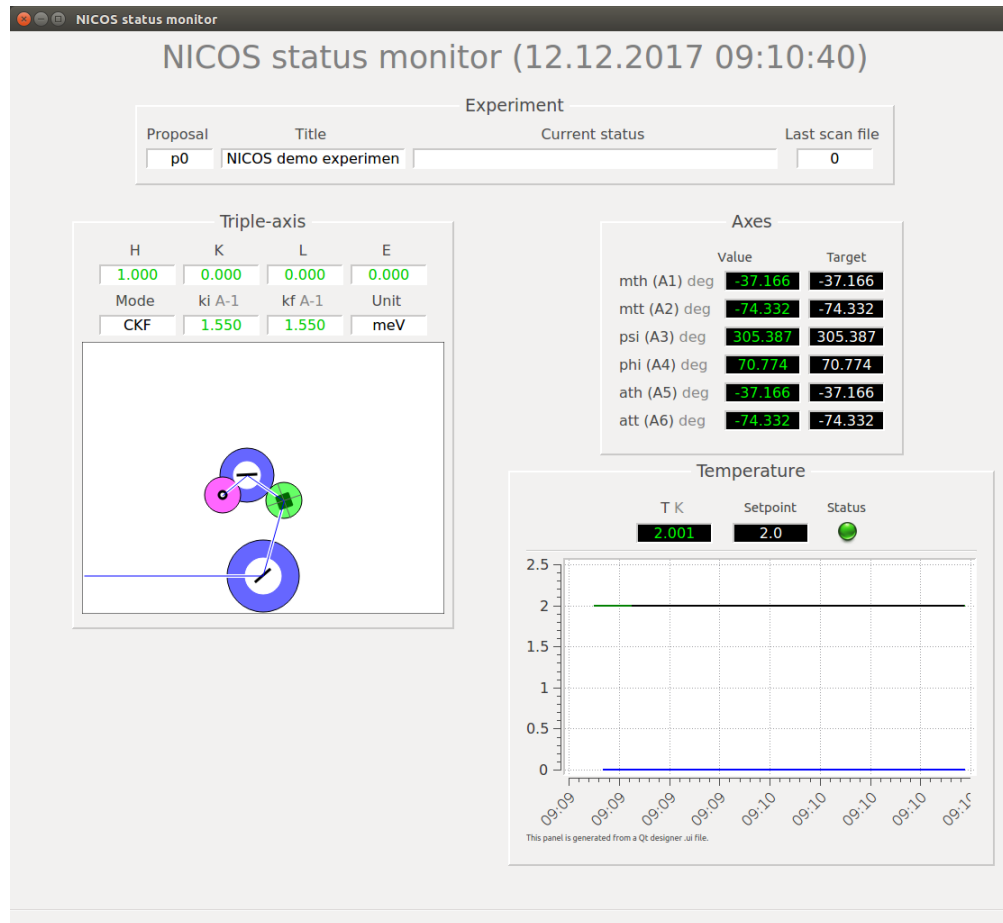 NICOS status monitor
NICOS status monitor (12.12.2017 09:10:40)
Experiment
Proposal Title Current status Last scan file
p0 NICOS demo experimen 0
Triple-axis
H K L E
1.000 0.000 0.000 0.000
Mode ki A-1 kf A-1 Unit
CKF 1.550 1.550 meV
Axes
Value Target
mth (A1) deg -37.166 -37.166
mtt (A2) deg -74.332 -74.332
psi (A3) deg 305.387 305.387
phi (A4) deg 70.774 70.774
ath (A5) deg -37.166 -37.166
att (A6) deg -74.332 -74.332
Temperature
T K Setpoint Status
2.001 2.0
2.5
2
1.5
1
0.5
0
09:09 09:09 09:09 09:09 09:10 09:10 09:10 09:10 09:10
This panel is generated from a Qt designer .ui file.